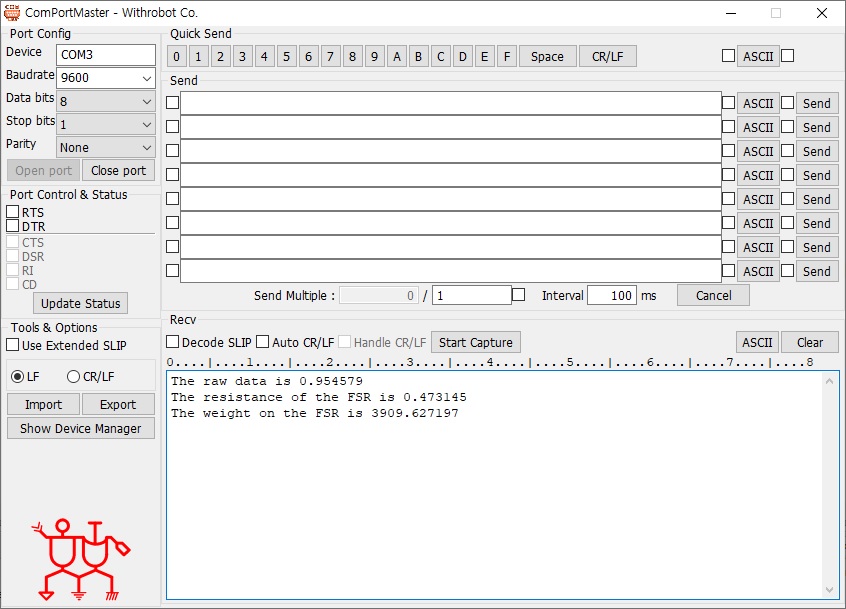 ComPortMaster - Withrobot Co.
Port Config
Device COM3
Baudrate 9600
Data bits 8
Stop bits 1
Parity None
Open port Close port
Port Control & Status
RTS
DTR
CTS
DSR
RI
CD
Update Status
Tools & Options
Use Extended SLIP
LF CR/LF
Import Export
Show Device Manager
Quick Send
0 1 2 3 4 5 6 7 8 9 A B C D E F Space CR/LF ASCII
Send
ASCII Send
ASCII Send
ASCII Send
ASCII Send
ASCII Send
ASCII Send
ASCII Send
ASCII Send
Send Multiple : 0 / 1 Interval 100 ms Cancel
Recv
Decode SLIP Auto CR/LF Handle CR/LF Start Capture ASCII Clear
0....|....1....|....2....|....3....|....4....|....5....|....6....|....7....|....8
The raw data is 0.954579
The resistance of the FSR is 0.473145
The weight on the FSR is 3909.627197